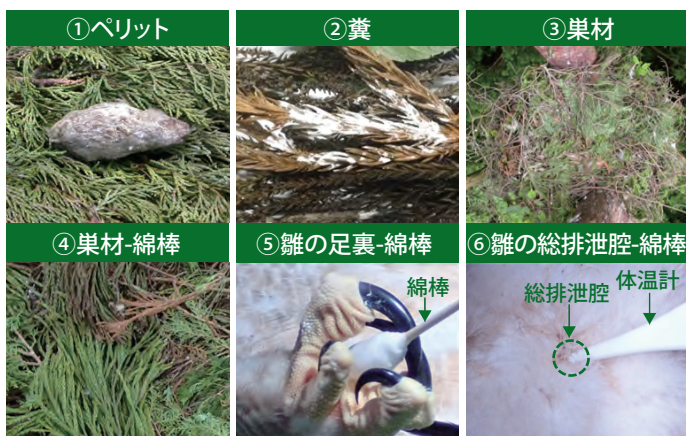 ①ペリット
②糞
③巣材
④巣材-綿棒
⑤雛の足裏-綿棒
綿棒
⑥雛の総排泄腔-綿棒
総排泄腔
体温計